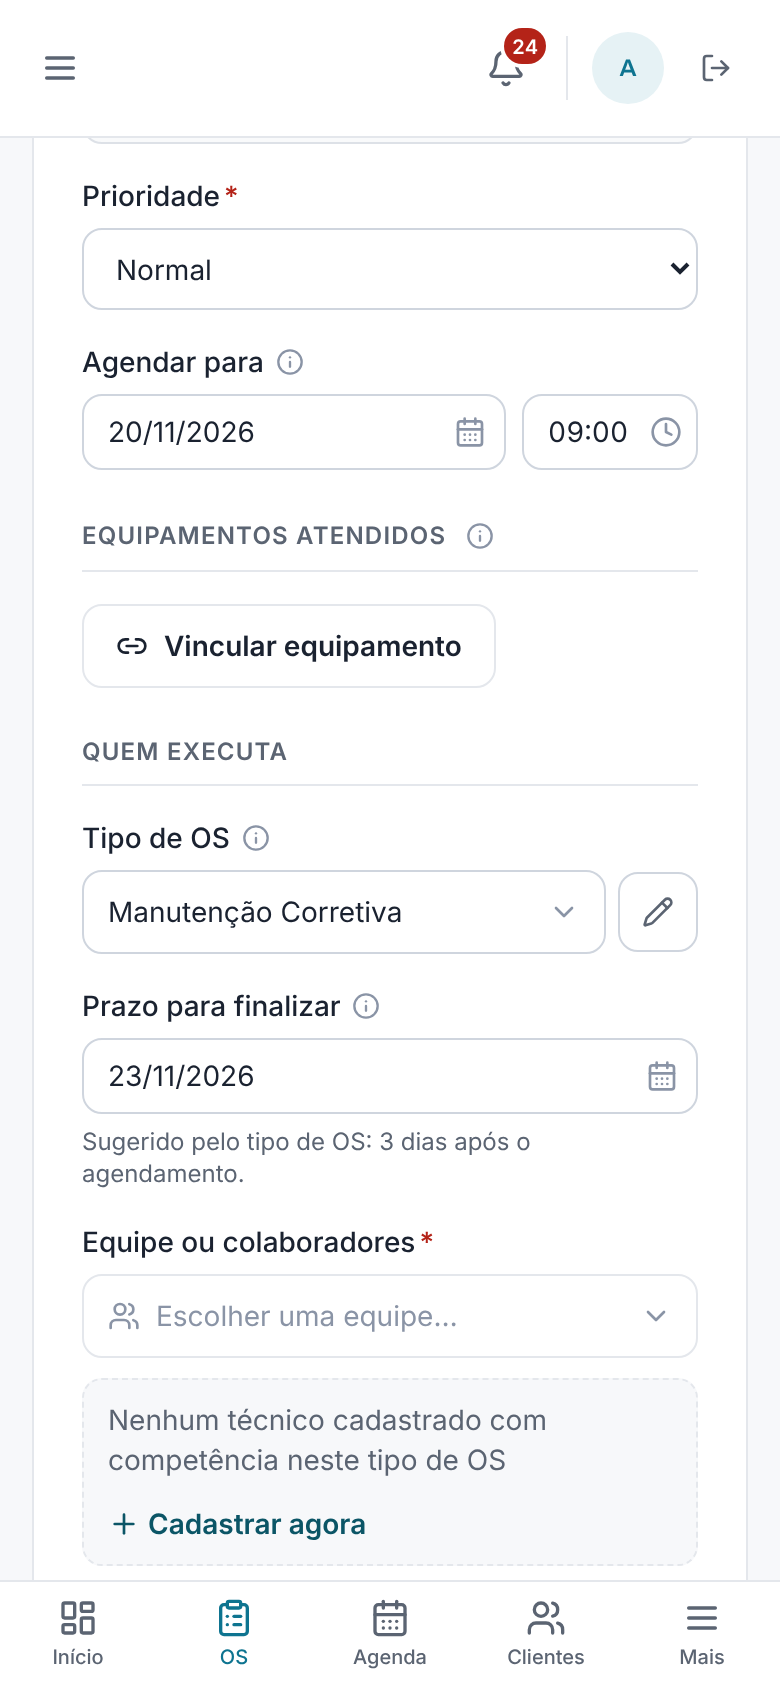 24
A
Prioridade *
Normal
Agendar para
20/11/2026
09:00
EQUIPAMENTOS ATENDIDOS
Vincular equipamento
QUEM EXECUTA
Tipo de OS
Manutenção Corretiva
Prazo para finalizar
23/11/2026
Sugerido pelo tipo de OS: 3 dias após o
agendamento.
Equipe ou colaboradores *
Escolher uma equipe...
Nenhum técnico cadastrado com
competência neste tipo de OS
+ Cadastrar agora
Início
OS
Agenda
Clientes
Mais